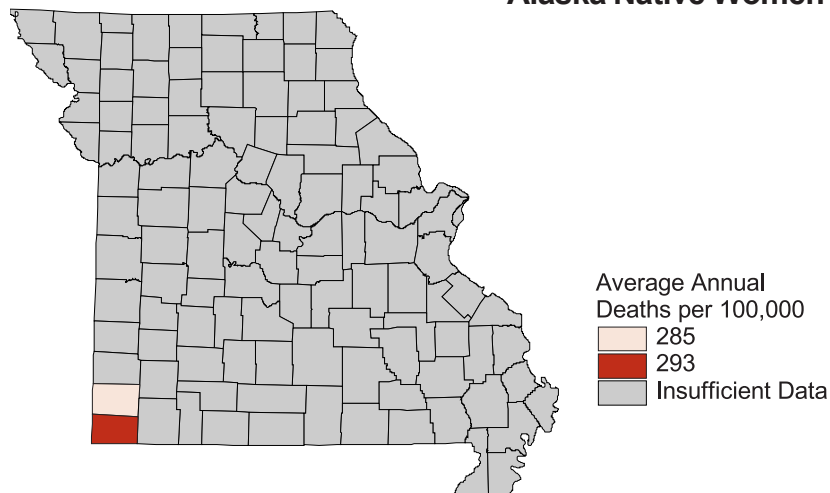 Alaska Native Women
Average Annual
Deaths per 100,000
285
293
Insufficient Data